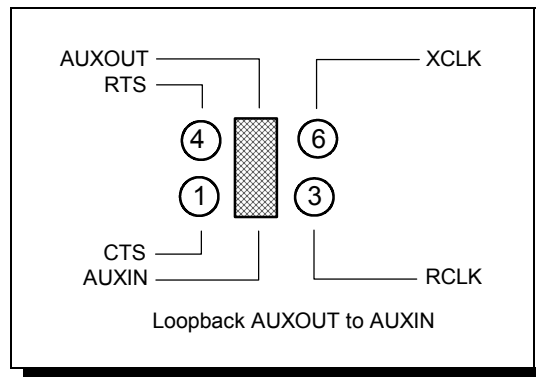 AUXOUT
XCLK
RTS
4
6
1
3
CTS
AUXIN
RCLK
Loopback AUXOUT to AUXIN